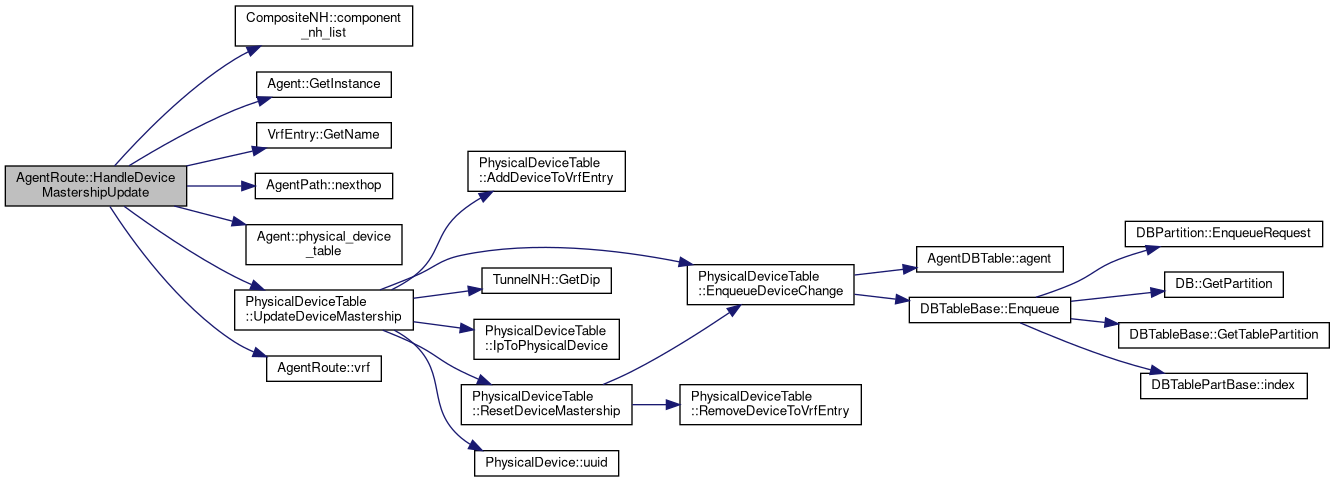 CompositeNH::component
_nh_list
Agent::GetInstance
VrfEntry::GetName
AgentRoute::HandleDevice
MastershipUpdate
AgentPath::nexthop
Agent::physical_device
_table
PhysicalDeviceTable
::UpdateDeviceMastership
AgentRoute::vrf
PhysicalDeviceTable
::AddDeviceToVrfEntry
TunnelNH::GetDip
PhysicalDeviceTable
::IpToPhysicalDevice
PhysicalDeviceTable
::ResetDeviceMastership
PhysicalDevice::uuid
PhysicalDeviceTable
::EnqueueDeviceChange
PhysicalDeviceTable
::RemoveDeviceToVrfEntry
AgentDBTable::agent
DBTableBase::Enqueue
DBPartition::EnqueueRequest
DB::GetPartition
DBTableBase::GetTablePartition
DBTablePartBase::index